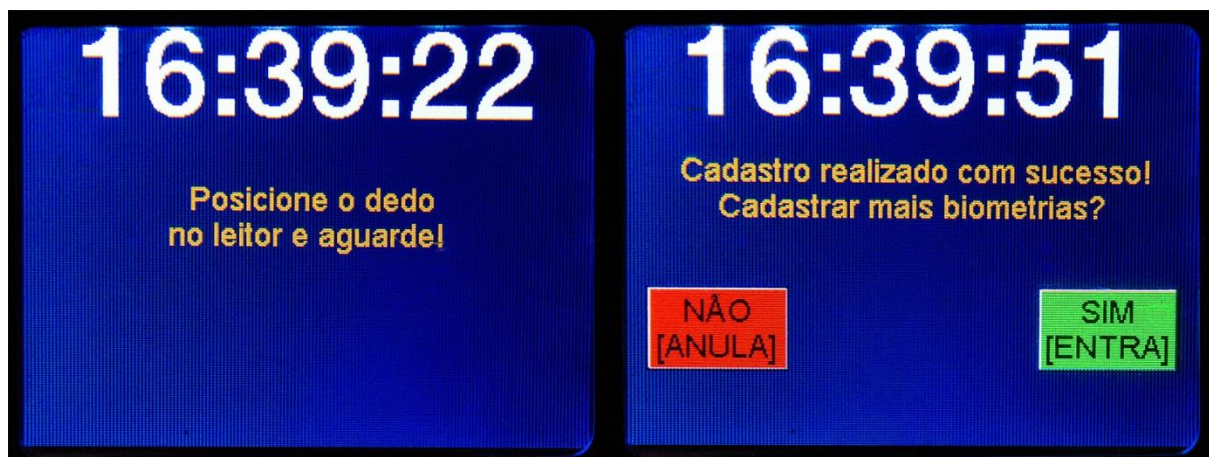 16:39:22
Posicione o dedo
no leitor e aguarde!
16:39:51
Cadastro realizado com sucesso!
Cadastrar mais biometrias?
NÃO
[ANULA]
SIM
[ENTRA]